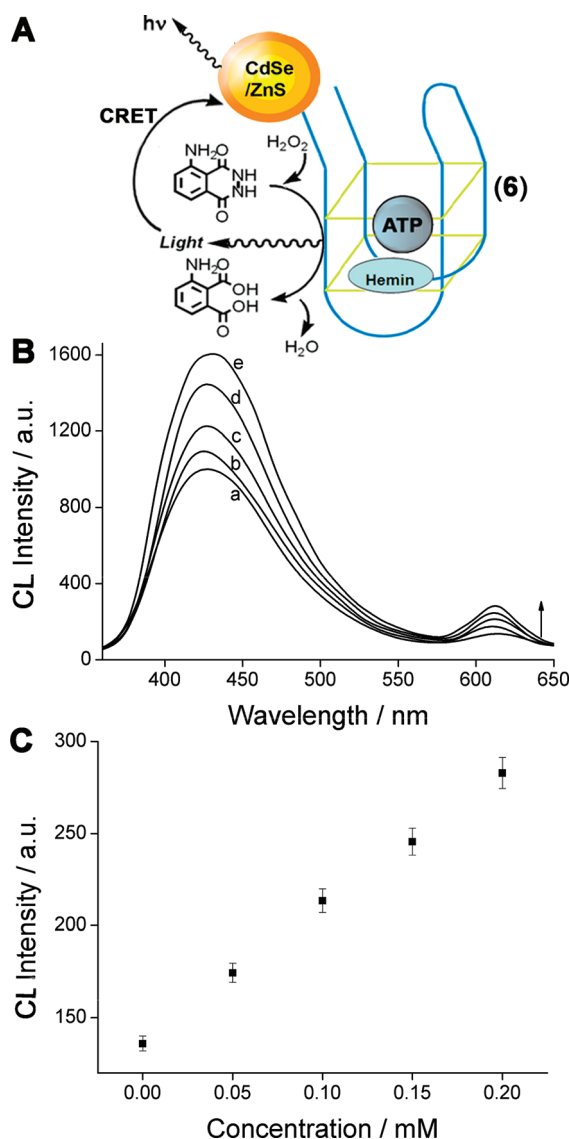 A
hν
CdSe
/ZnS
CRET
NH₂O
NH
NH
O
H₂O₂
(6)
ATP
Light
Hemin
NH₂O
OH
OH
O
H₂O
B
1600
1200
800
400
0
e
d
c
b
a
CL Intensity / a.u.
400
450
500
550
600
650
Wavelength / nm
C
300
250
200
150
CL Intensity / a.u.
0.00
0.05
0.10
0.15
0.20
Concentration / mM